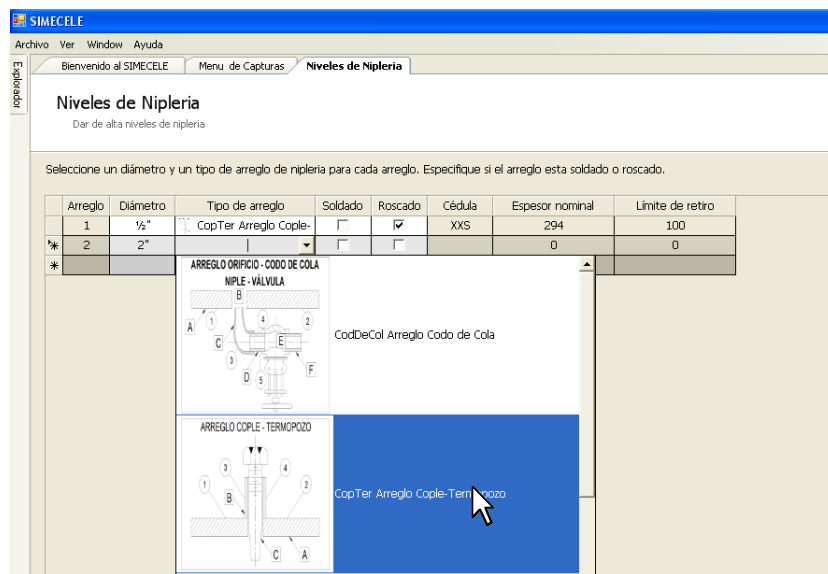 SIMECELE
Archivo Ver Window Ayuda
Explorador
Bienvenido al SIMECELE Menu de Capturas Niveles de Nipleria
Niveles de Nipleria
Dar de alta niveles de nipleria
Seleccione un diámetro y un tipo de arreglo de nipleria para cada arreglo. Especifique si el arreglo esta soldado o roscado.
Arreglo Diámetro Tipo de arreglo Soldado Roscado Cédula Espesor nominal Límite de retiro
1 ½" CopTer Arreglo Cople- XXS 294 100
2 2" 0 0
ARREGLO ORIFICIO - CODO DE COLA
NIPLE - VÁLVULA
B
A 1 4 2
C E
3
D 5 F
CodDeCol Arreglo Codo de Cola
ARREGLO COPLE - TERMOPOZO
3 4
1 2
B
C A
CopTer Arreglo Cople-Termopozo